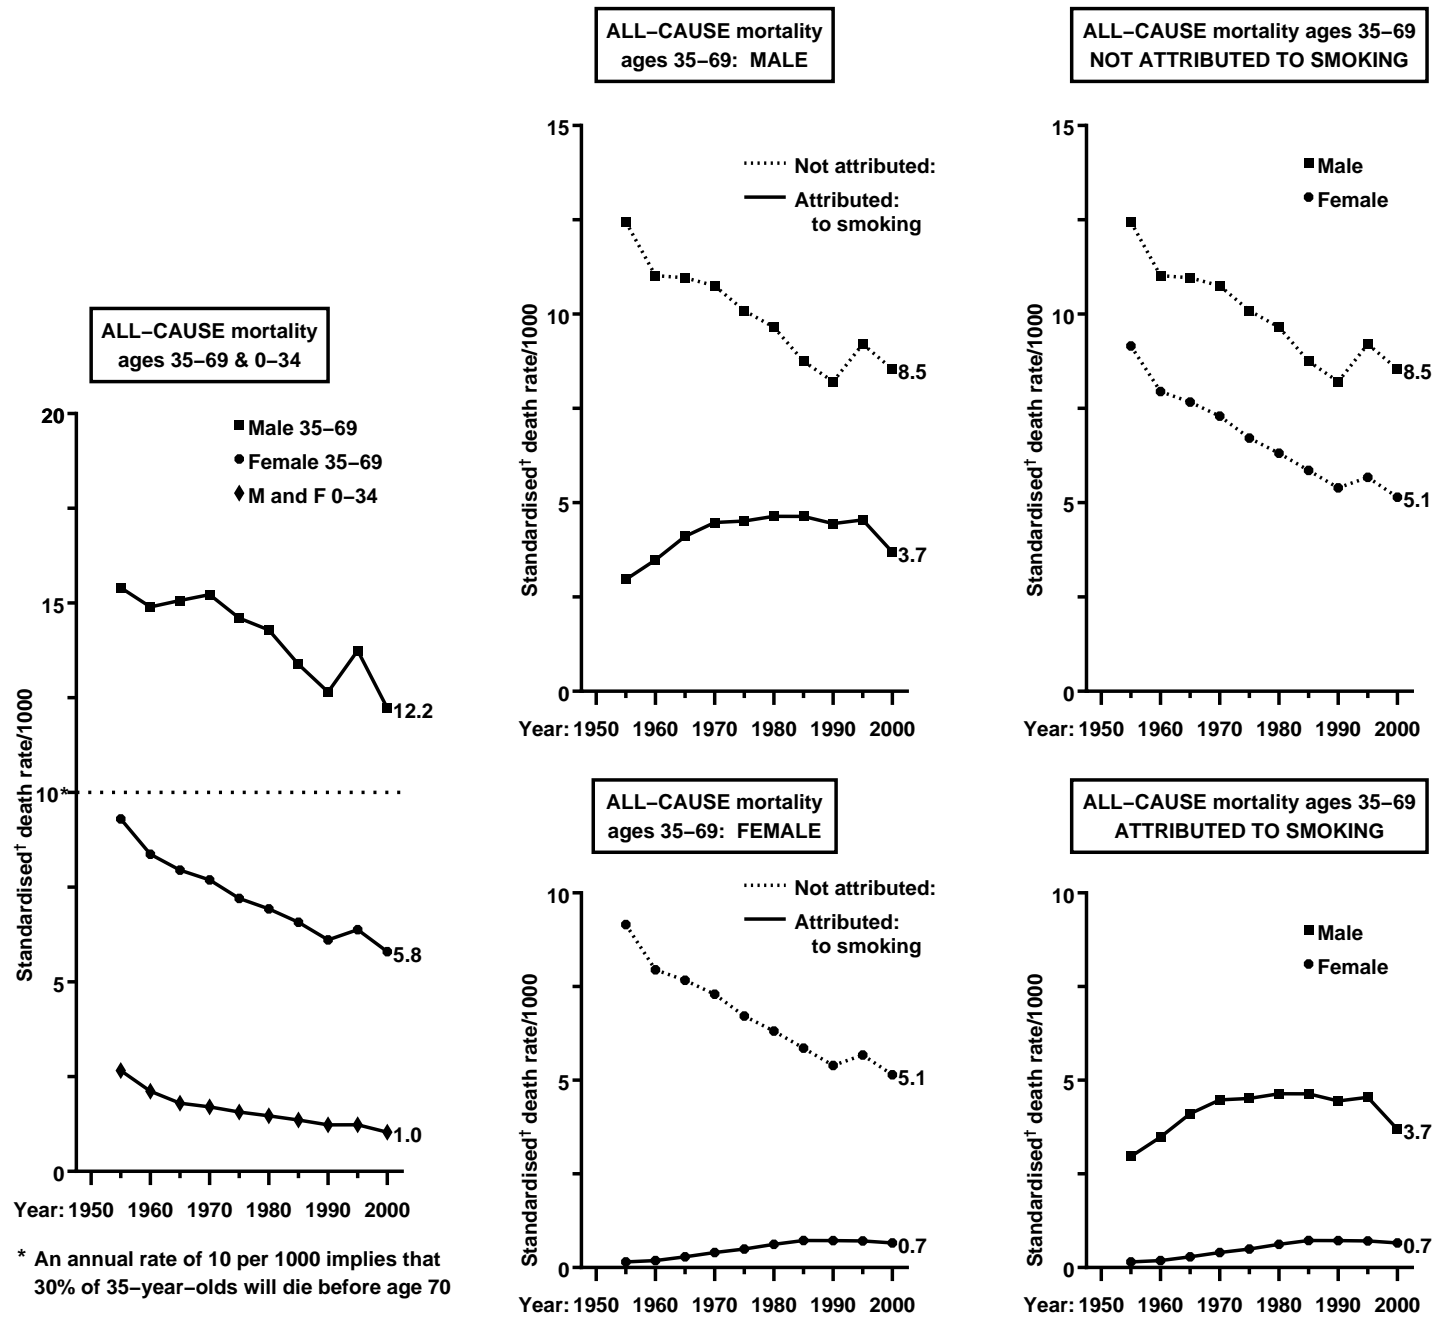 ALL−CAUSE mortality
ages 35−69 & 0−34
20
15
10*
5
0
Standardised† death rate/1000
Male 35−69
Female 35−69
M and F 0−34
12.2
5.8
1.0
Year: 1950 1960 1970 1980 1990 2000
* An annual rate of 10 per 1000 implies that
30% of 35−year−olds will die before age 70
ALL−CAUSE mortality
ages 35−69: MALE
15
10
5
0
Standardised† death rate/1000
Not attributed:
Attributed:
to smoking
8.5
3.7
Year: 1950 1960 1970 1980 1990 2000
ALL−CAUSE mortality ages 35−69
NOT ATTRIBUTED TO SMOKING
15
10
5
0
Standardised† death rate/1000
Male
Female
8.5
5.1
Year: 1950 1960 1970 1980 1990 2000
ALL−CAUSE mortality
ages 35−69: FEMALE
10
5
0
Standardised† death rate/1000
Not attributed:
Attributed:
to smoking
5.1
0.7
Year: 1950 1960 1970 1980 1990 2000
ALL−CAUSE mortality ages 35−69
ATTRIBUTED TO SMOKING
10
5
0
Standardised† death rate/1000
Male
Female
3.7
0.7
Year: 1950 1960 1970 1980 1990 2000